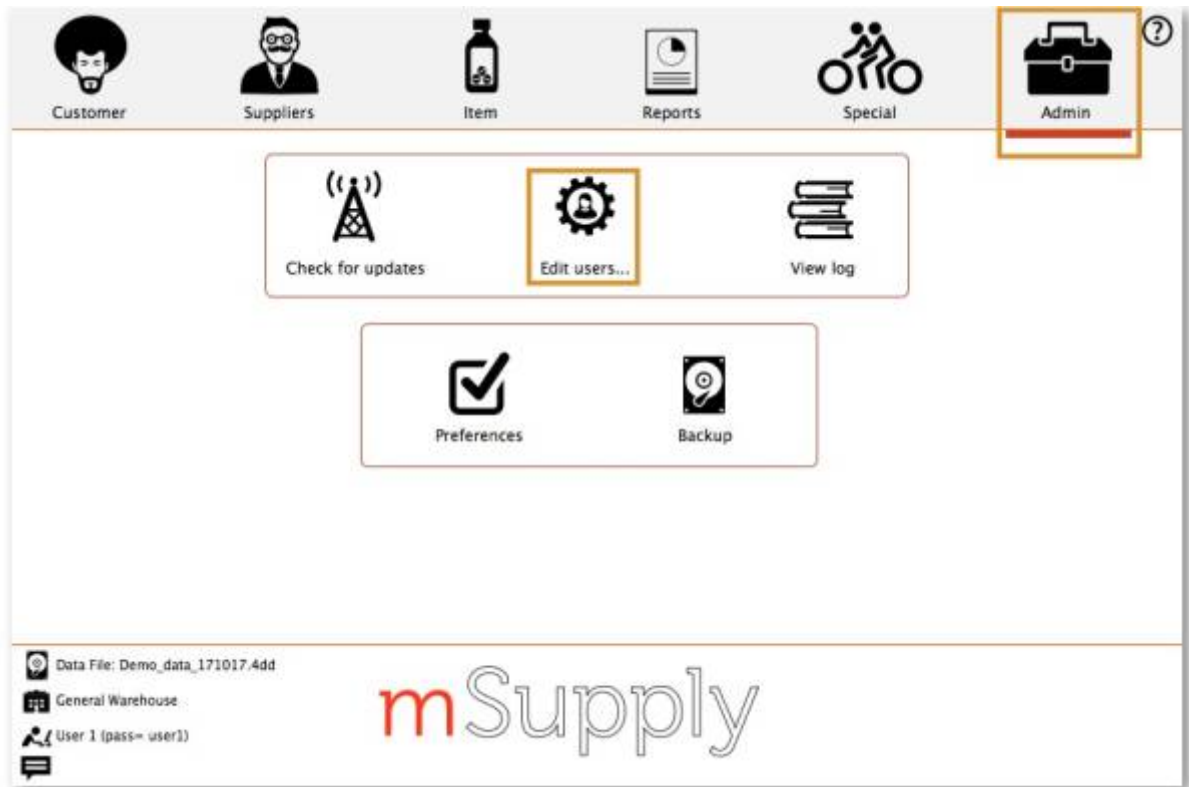 Customer
Suppliers
Item
Reports
Special
Admin
?
Check for updates
Edit users...
View log
Preferences
Backup
Data File: Demo_data_171017.4dd
General Warehouse
User 1 (pass= user1)
mSupply